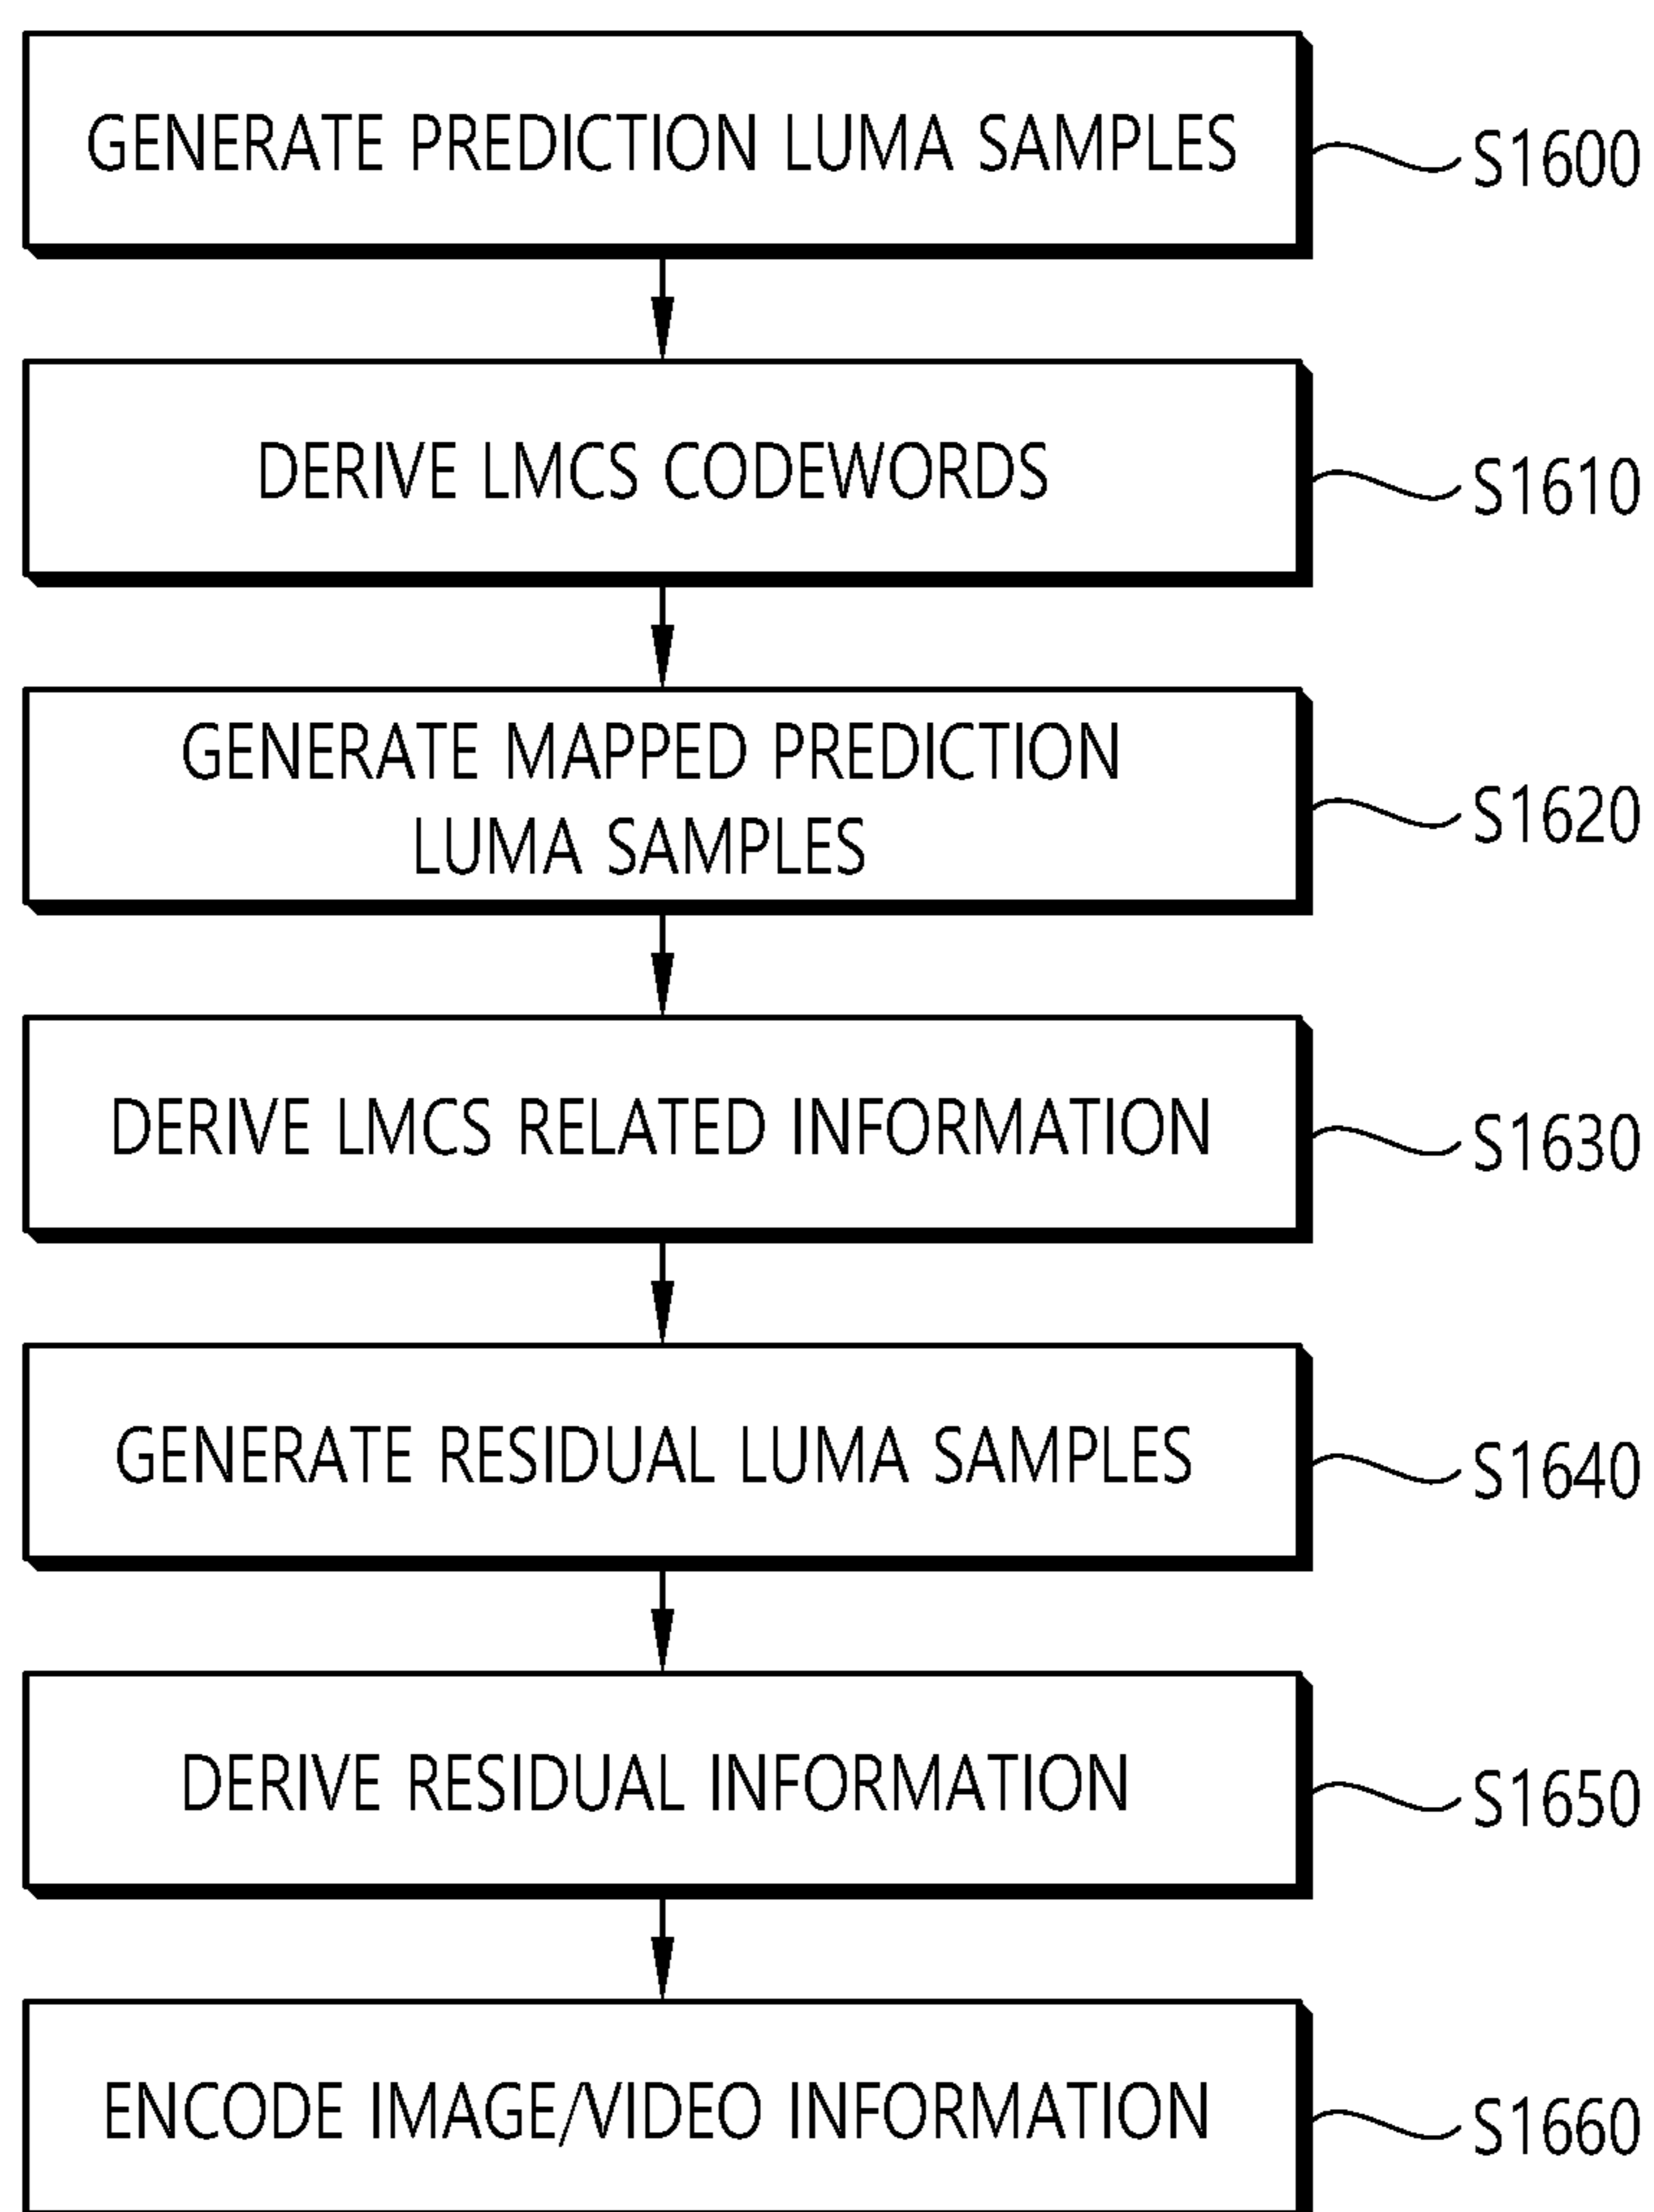 GENERATE PREDICTION LUMA SAMPLES
S1600
DERIVE LMCS CODEWORDS
S1610
GENERATE MAPPED PREDICTION
LUMA SAMPLES
S1620
DERIVE LMCS RELATED INFORMATION
S1630
GENERATE RESIDUAL LUMA SAMPLES
S1640
DERIVE RESIDUAL INFORMATION
S1650
ENCODE IMAGE/VIDEO INFORMATION
S1660